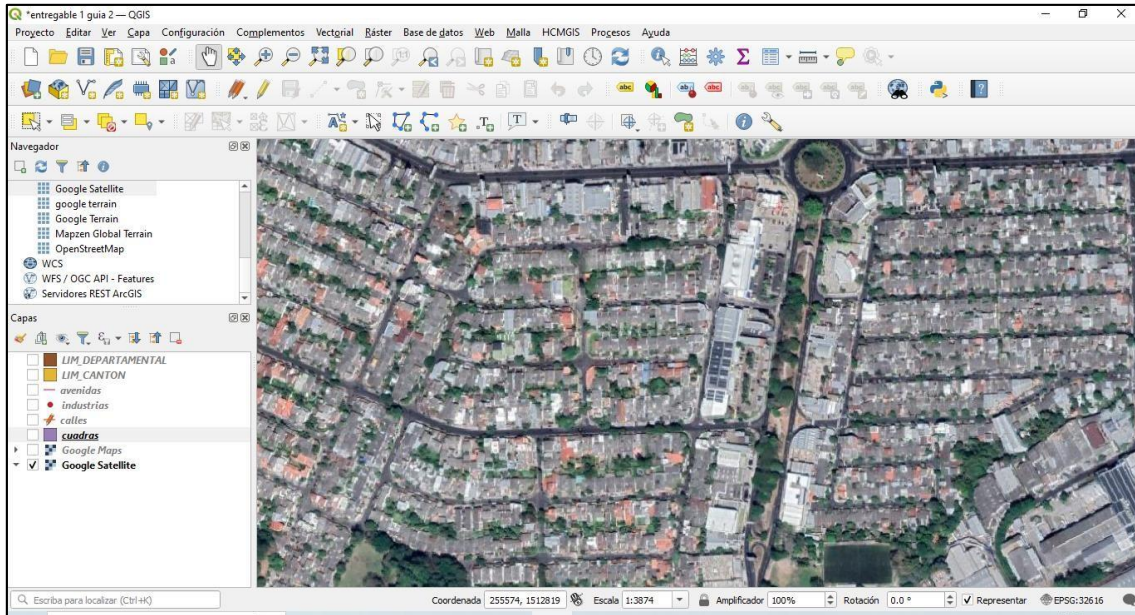 *entregable 1 guia 2 — QGIS
Proyecto Editar Ver Capa Configuración Complementos Vectorial Ráster Base de datos Web Malla HCMGIS Procesos Ayuda
abc abc abc
Navegador
Google Satellite
google terrain
Google Terrain
Mapzen Global Terrain
OpenStreetMap
WCS
WFS / OGC API - Features
Servidores REST ArcGIS
Capas
LIM_DEPARTAMENTAL
LIM_CANTON
avenidas
industrias
calles
cuadras
Google Maps
Google Satellite
Escriba para localizar (Ctrl+K) Coordenada 255574, 1512819 Escala 1:3874 Amplificador 100% Rotación 0.0 ° Representar EPSG:32616